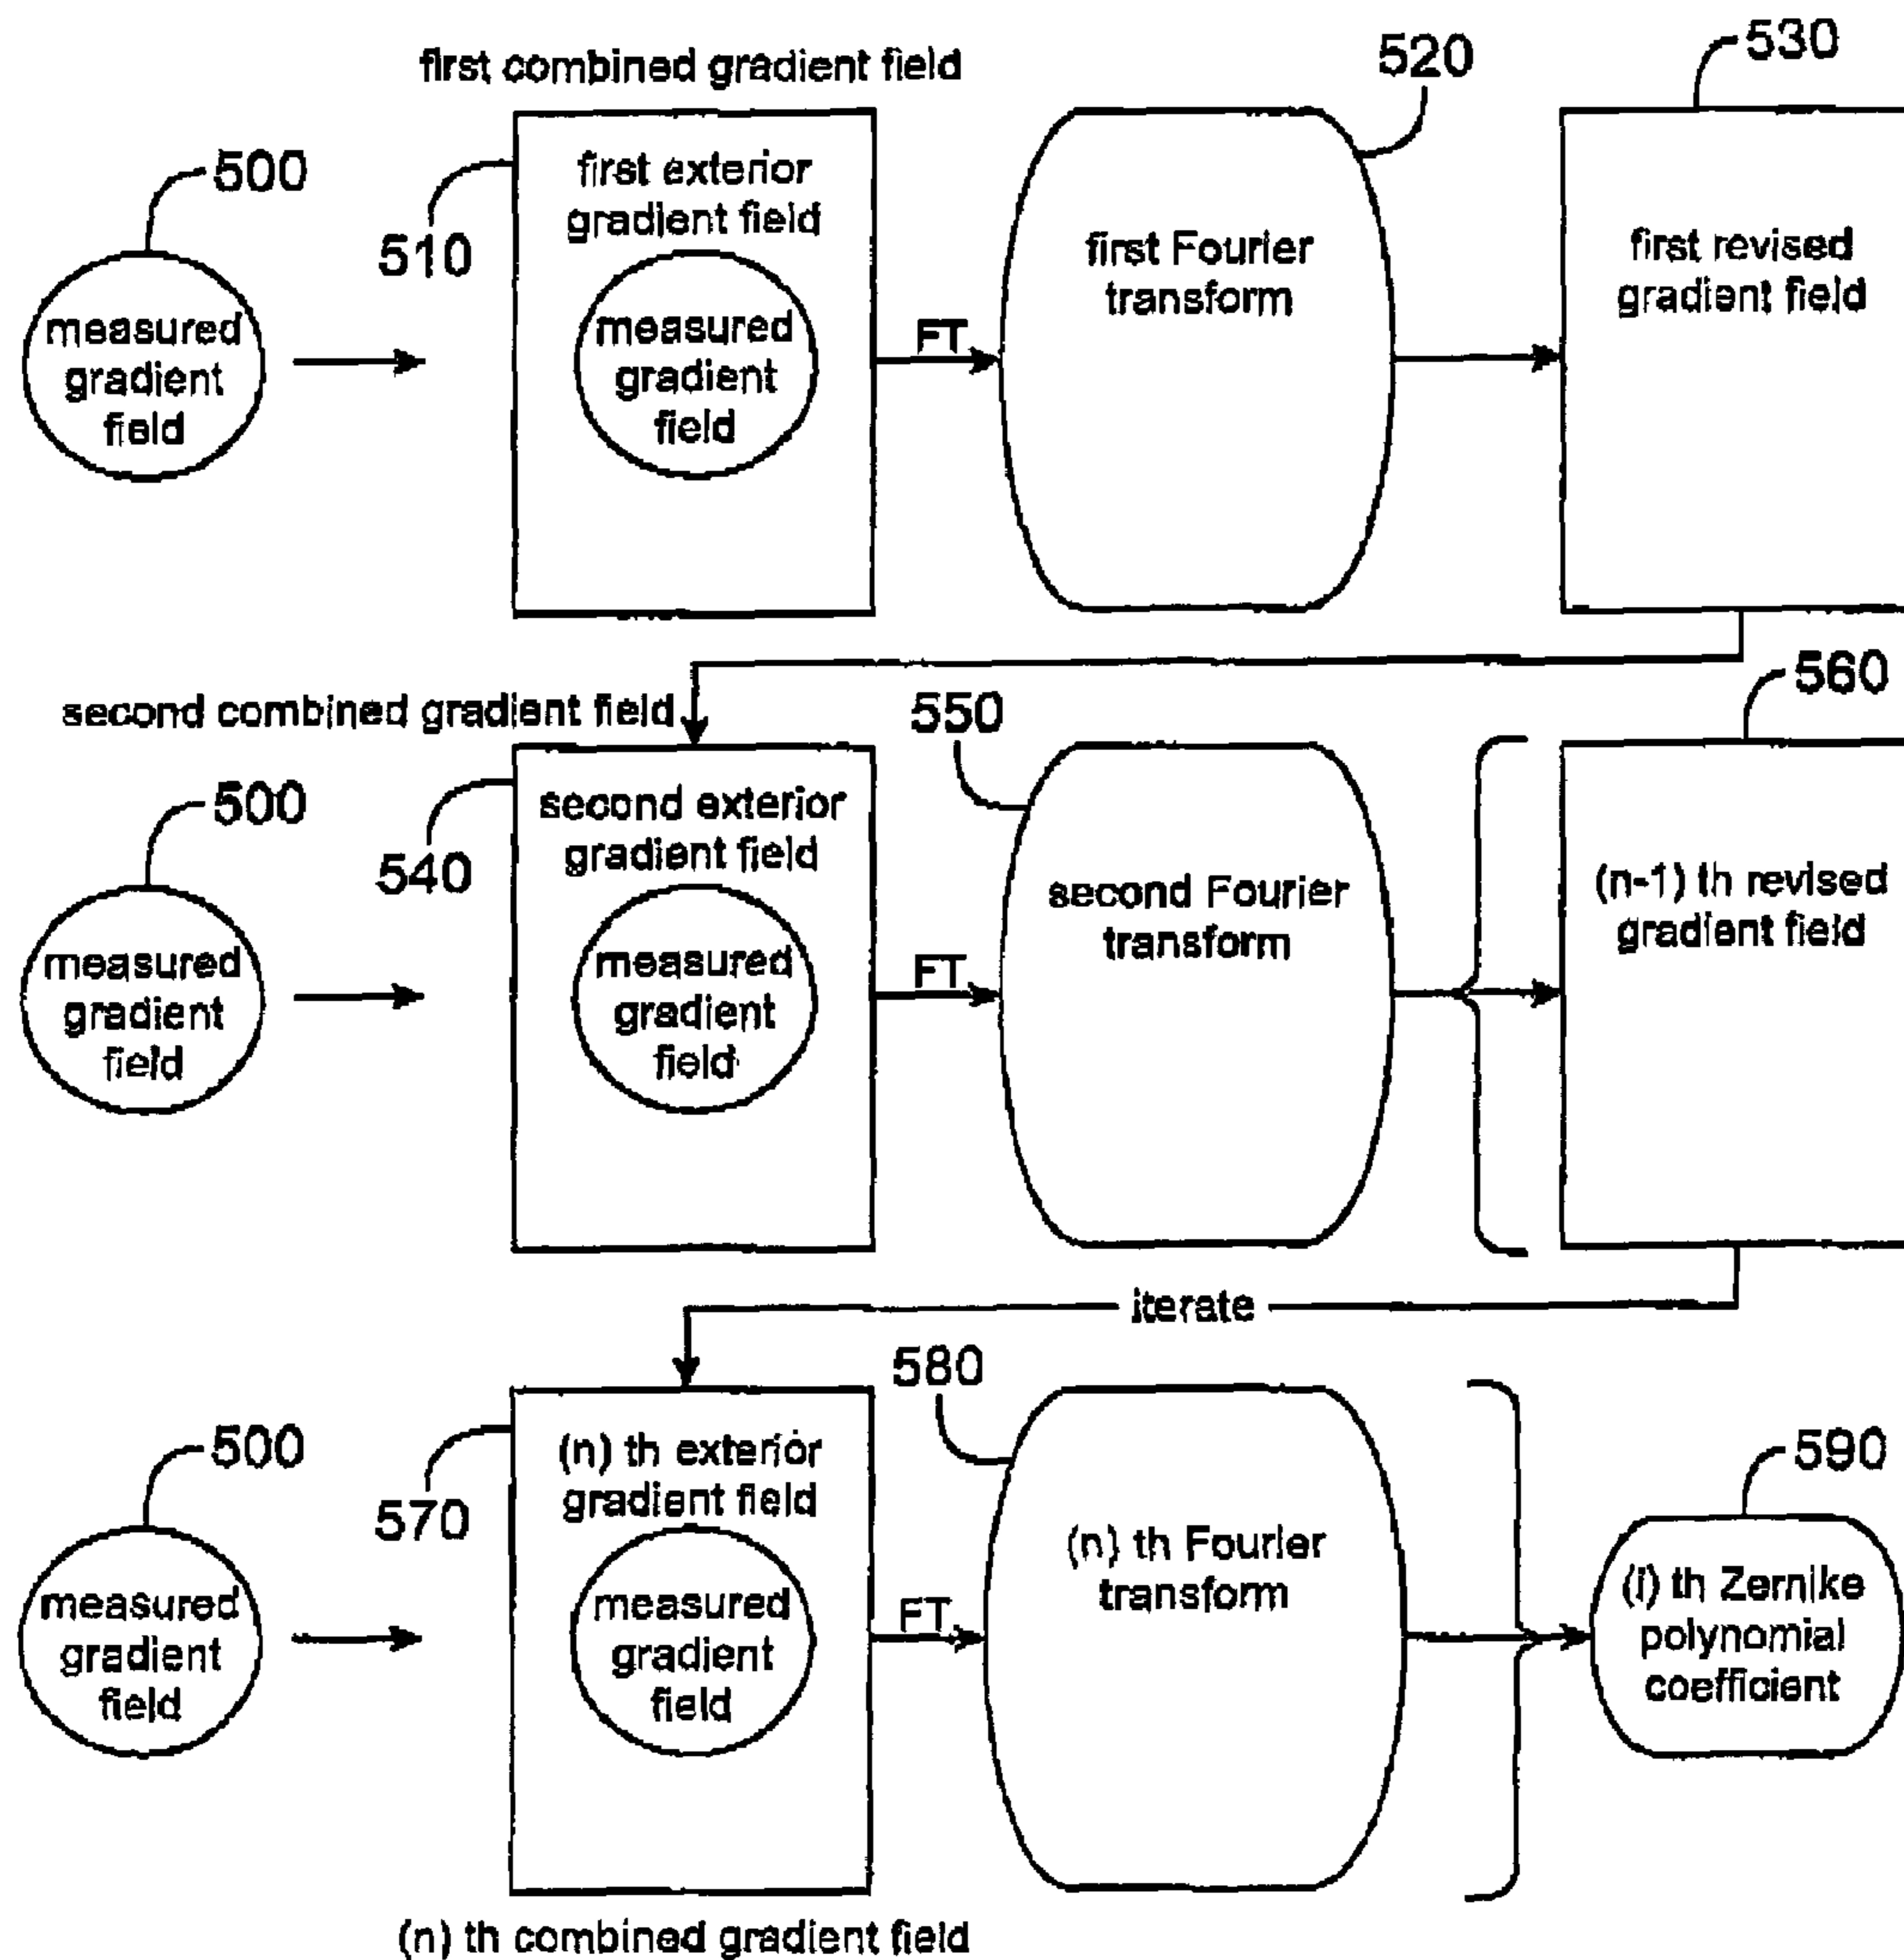 first combined gradient field
520
530
500
510
first exterior
gradient field
measured
gradient
field
measured
gradient
field
FT
first Fourier
transform
first revised
gradient field
second combined gradient field
550
560
500
540
second exterior
gradient field
measured
gradient
field
measured
gradient
field
FT
second Fourier
transform
(n-1) th revised
gradient field
iterate
580
500
570
590
(n) th exterior
gradient field
measured
gradient
field
measured
gradient
field
FT
(n) th Fourier
transform
(i) th Zernike
polynomial
coefficient
(n) th combined gradient field